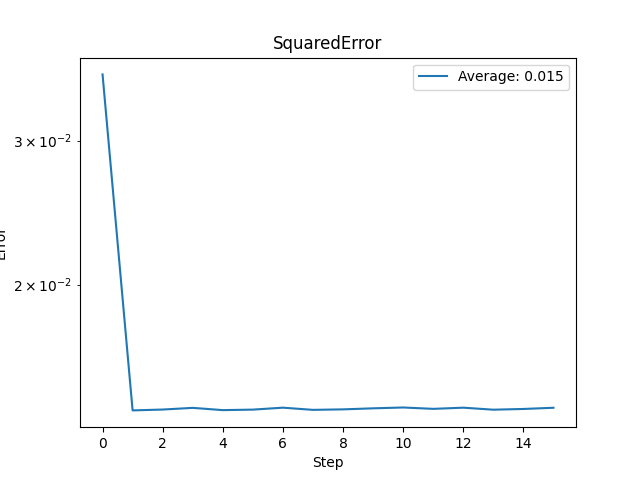 SquaredError
Average: 0.015
3 × 10⁻²
2 × 10⁻²
Error
0 2 4 6 8 10 12 14
Step